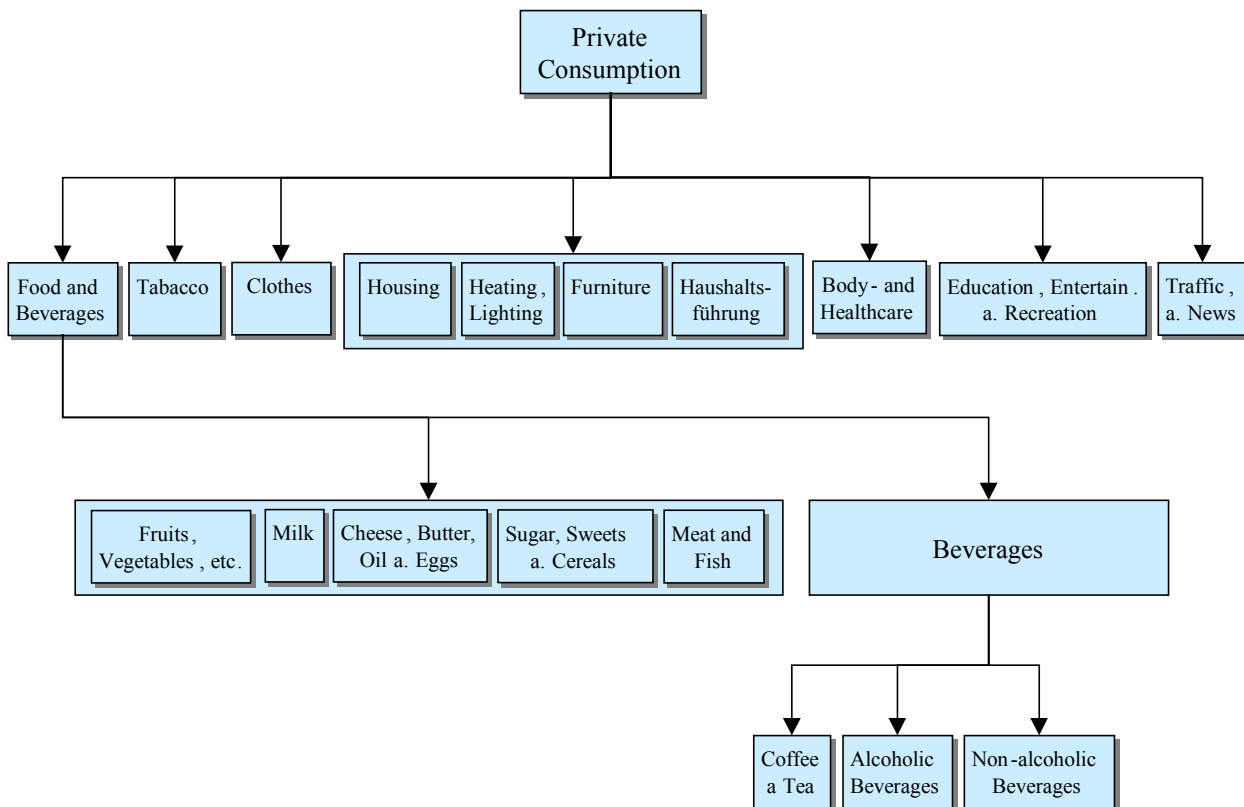 Private
Consumption
Food and
Beverages
Tabacco
Clothes
Housing
Heating ,
Lighting
Furniture
Haushalts-
führung
Body- and
Healthcare
Education , Entertain .
a. Recreation
Traffic ,
a. News
Fruits ,
Vegetables , etc.
Milk
Cheese , Butter,
Oil a. Eggs
Sugar, Sweets
a. Cereals
Meat and
Fish
Beverages
Coffee
a Tea
Alcoholic
Beverages
Non-alcoholic
Beverages